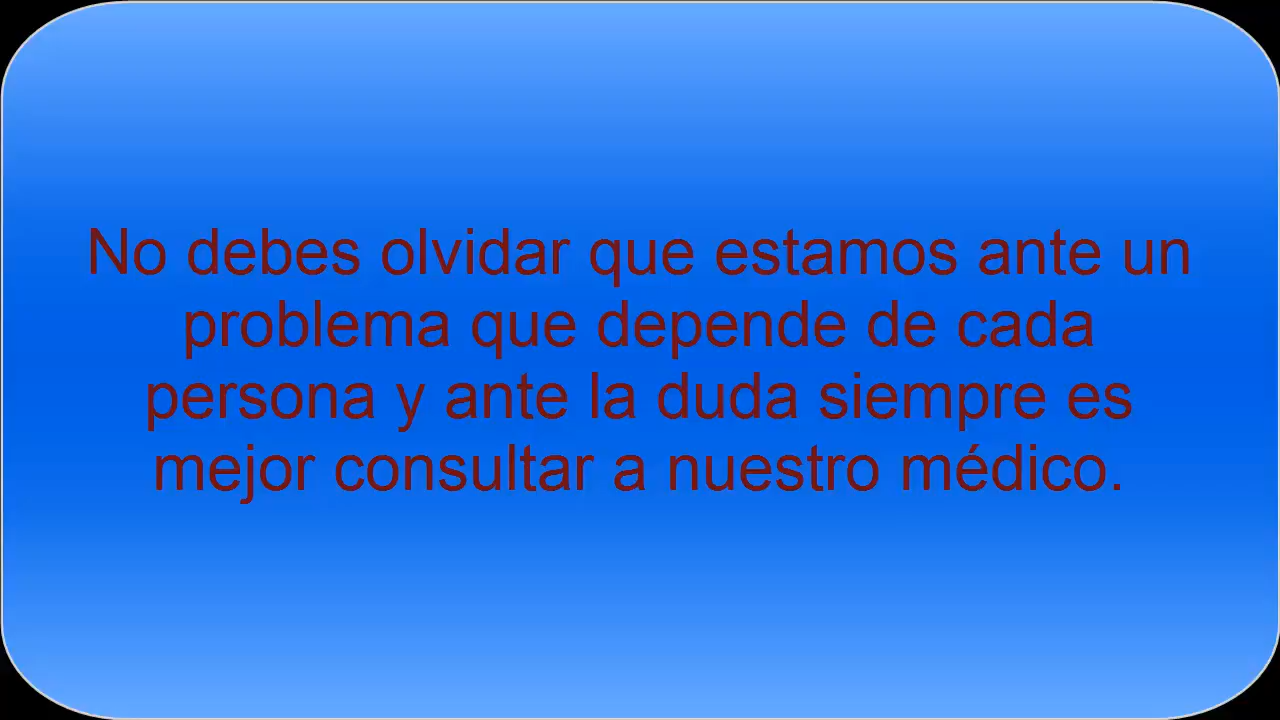 No debes olvidar que estamos ante un
problema que depende de cada
persona y ante la duda siempre es
mejor consultar a nuestro médico.